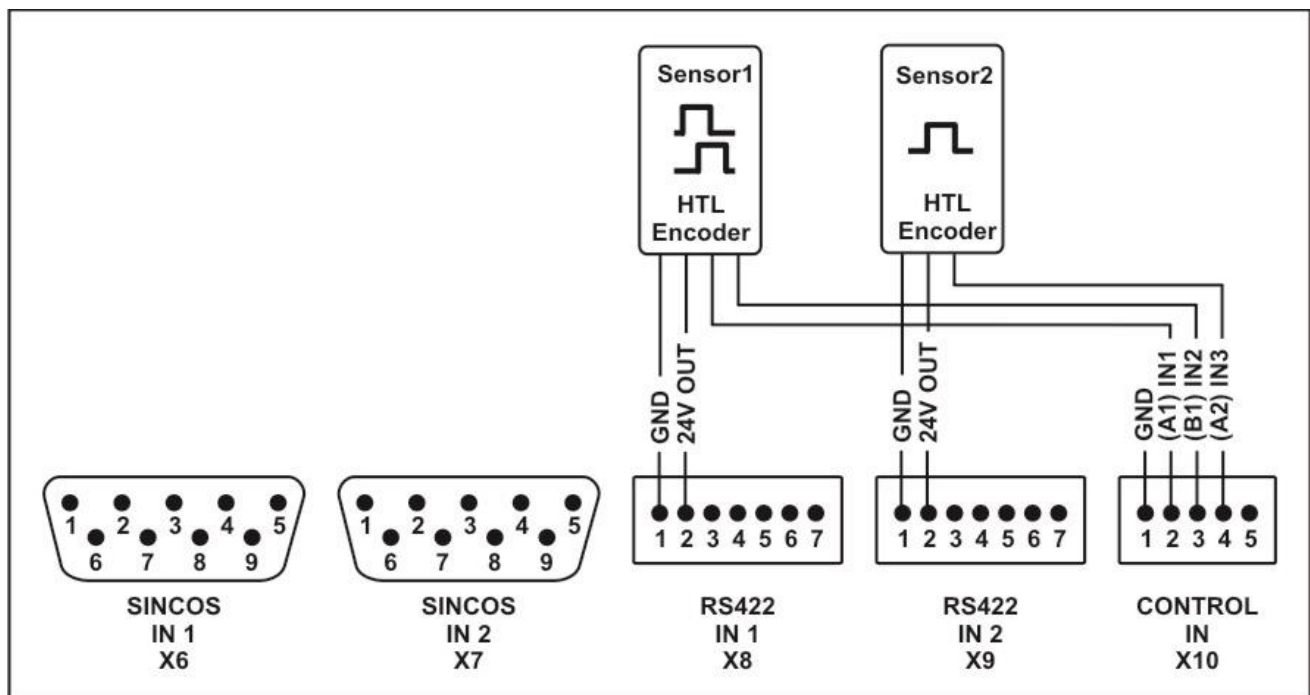 Sensor1
HTL
Encoder
Sensor2
HTL
Encoder
GND
24V OUT
GND
24V OUT
GND
(A1) IN1
(B1) IN2
(A2) IN3
1 2 3 4 5
6 7 8 9
SINCOS
IN 1
X6
1 2 3 4 5
6 7 8 9
SINCOS
IN 2
X7
1 2 3 4 5 6 7
RS422
IN 1
X8
1 2 3 4 5 6 7
RS422
IN 2
X9
1 2 3 4 5
CONTROL
IN
X10